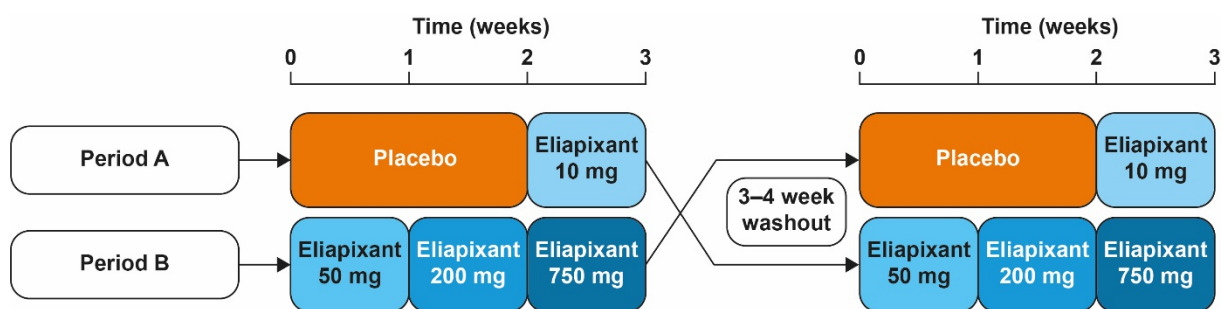 Time (weeks)
0 1 2 3
Time (weeks)
0 1 2 3
Period A
Placebo
Eliapixant
10 mg
Period B
Eliapixant
50 mg
Eliapixant
200 mg
Eliapixant
750 mg
3–4 week
washout
Placebo
Eliapixant
10 mg
Eliapixant
50 mg
Eliapixant
200 mg
Eliapixant
750 mg